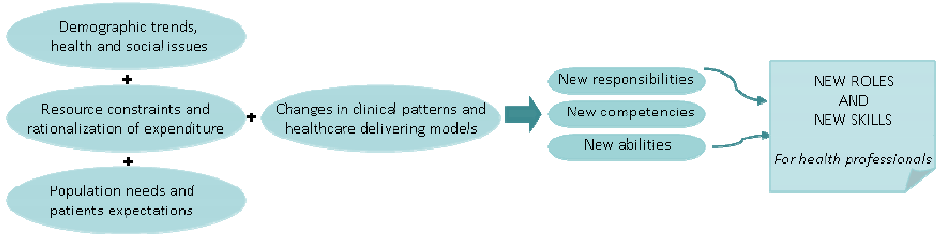 Demographic trends,
health and social issues
+
Resource constraints and
rationalization of expenditure
+
Population needs and
patients expectations
+
Changes in clinical patterns and
healthcare delivering models
New responsibilities
New competencies
New abilities
NEW ROLES
AND
NEW SKILLS
For health professionals